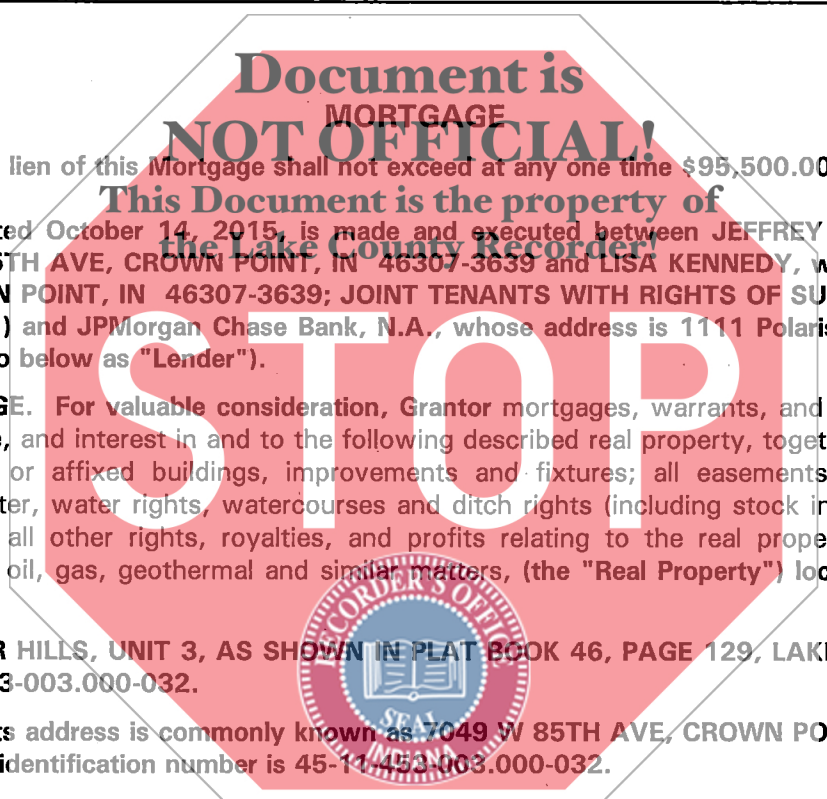 Document is
MORTGAGE
NOT OFFICIAL!
lien of this Mortgage shall not exceed at any one time $95,500.00
This Document is the property of
ted October 14, 2015, is made and executed between JEFFREY
the Lake County Recorder!
5TH AVE, CROWN POINT, IN 46307-3639 and LISA KENNEDY, w
N POINT, IN 46307-3639; JOINT TENANTS WITH RIGHTS OF SU
) and JPMorgan Chase Bank, N.A., whose address is 1111 Polaris
o below as "Lender").
STOP
GE. For valuable consideration, Grantor mortgages, warrants, and
e, and interest in and to the following described real property, toget
or affixed buildings, improvements and fixtures; all easements
ter, water rights, watercourses and ditch rights (including stock in
all other rights, royalties, and profits relating to the real prope
oil, gas, geothermal and similar matters, (the "Real Property") loc
RECORDER'S OFFICE
R HILLS, UNIT 3, AS SHOWN IN PLAT BOOK 46, PAGE 129, LAK
3-003.000-032.
SEAL
INDIANA
ts address is commonly known as 7049 W 85TH AVE, CROWN PO
identification number is 45-11-453-003.000-032.